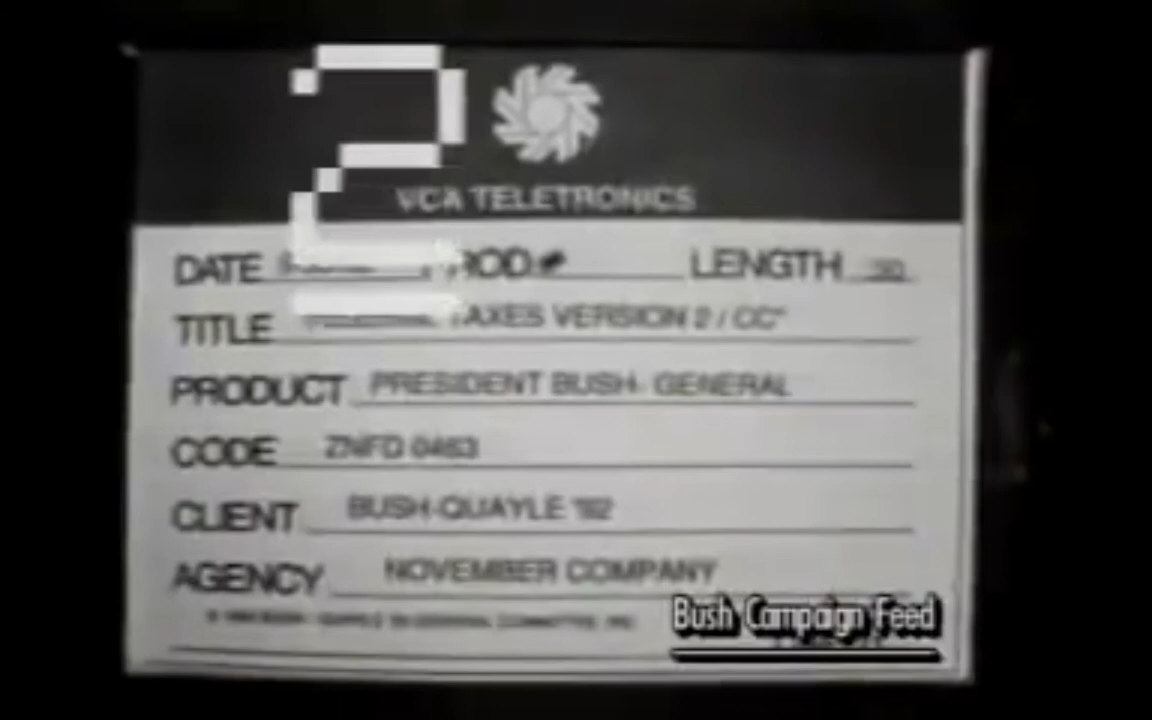 2
VCA TELETRONICS
DATE PROD # LENGTH :30
TITLE TAXES VERSION 2 / CC"
PRODUCT PRESIDENT BUSH- GENERAL
CODE ZNFD 0463
CLIENT BUSH-QUAYLE '92
AGENCY NOVEMBER COMPANY
Bush Campaign Feed